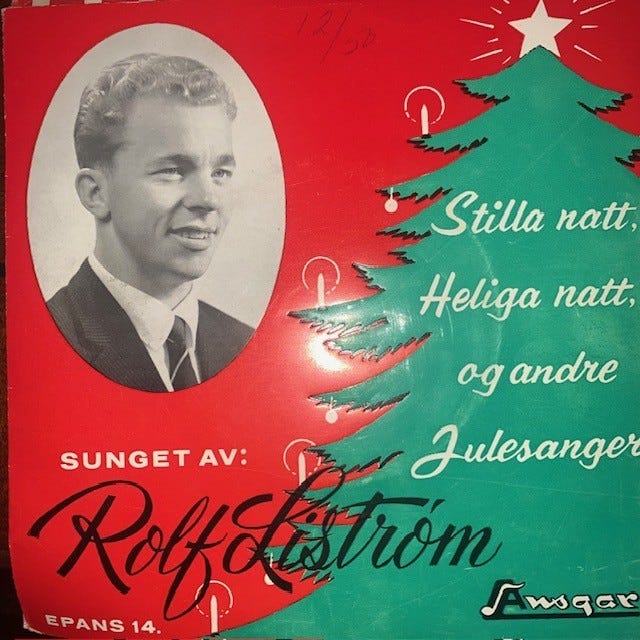 12/58
Stilla natt,
Heliga natt,
og andre
Julesanger
SUNGET AV:
Rolf Liström
Ansgar
EPANS 14.